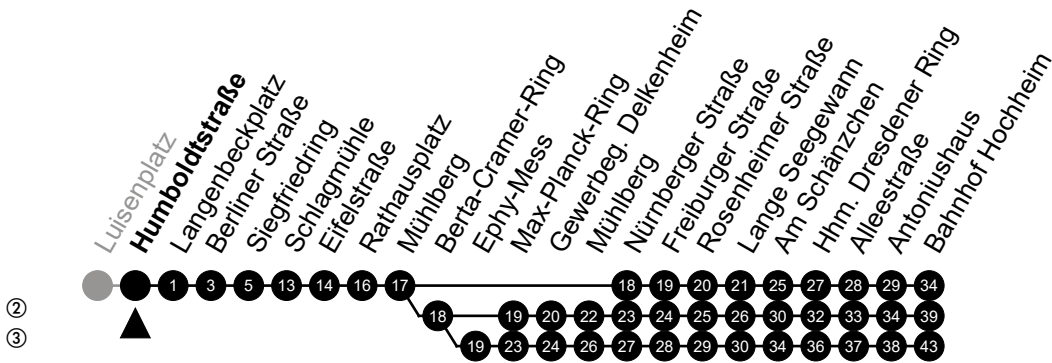 Luisenplatz
Humboldtstraße
Langenbeckplatz
Berliner Straße
Siegfriedring
Schlagmühle
Eifelstraße
Rathausplatz
Mühlberg
Berta-Cramer-Ring
Ephy-Mess
Max-Planck-Ring
Gewerbeg. Delkenheim
Mühlberg
Nürnberger Straße
Freiburger Straße
Rosenheimer Straße
Lange Seegewann
Am Schänzchen
Hhm. Dresdener Ring
Alleestraße
Antoniushaus
Bahnhof Hochheim
1 3 5 13 14 16 17 18 19 20 21 25 27 28 29 34
② 18 19 20 22 23 24 25 26 30 32 33 34 39
③ 19 23 24 26 27 28 29 30 34 36 37 38 43